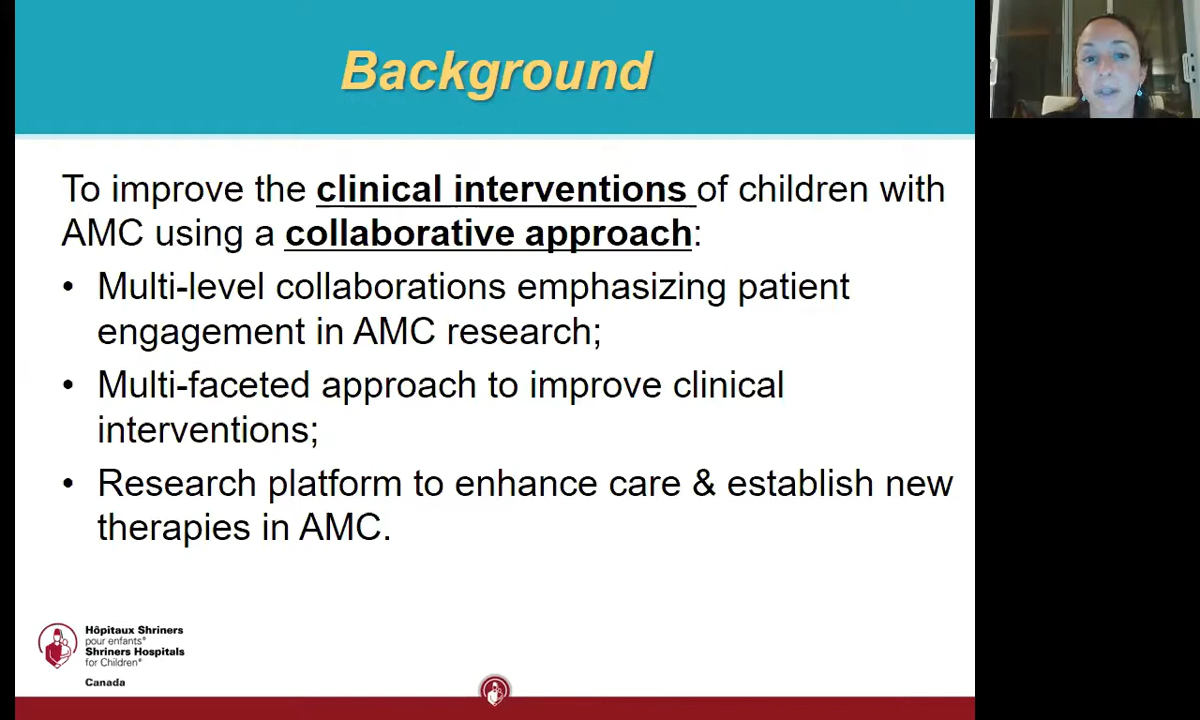 Background
To improve the clinical interventions of children with
AMC using a collaborative approach:
• Multi-level collaborations emphasizing patient
engagement in AMC research;
• Multi-faceted approach to improve clinical
interventions;
• Research platform to enhance care & establish new
therapies in AMC.
Hôpitaux Shriners
pour enfants®
Shriners Hospitals
for Children®
Canada